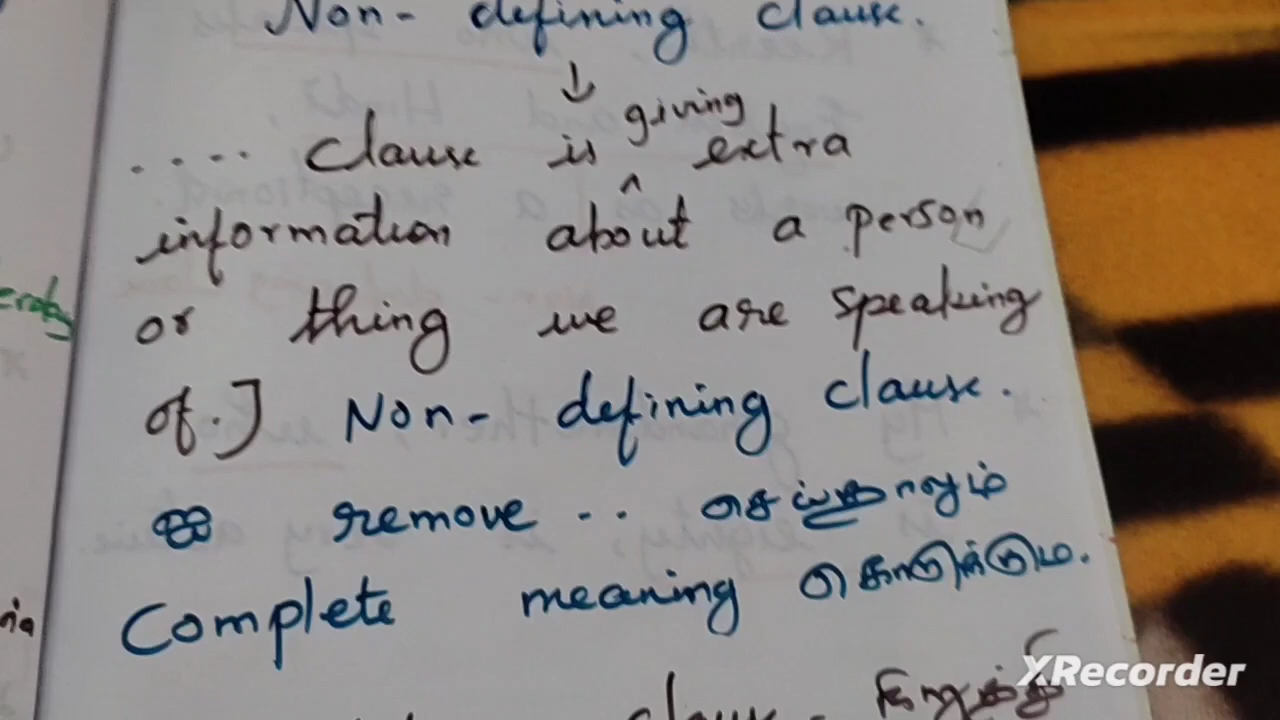 Non - defining clause.
↓
giving
.... clause is ^ extra
information about a person
or thing we are speaking
of.] Non - defining clause.
ஐ remove .. செய்தாலும்
Complete meaning கொடுக்கும்.
clause -
XRecorder